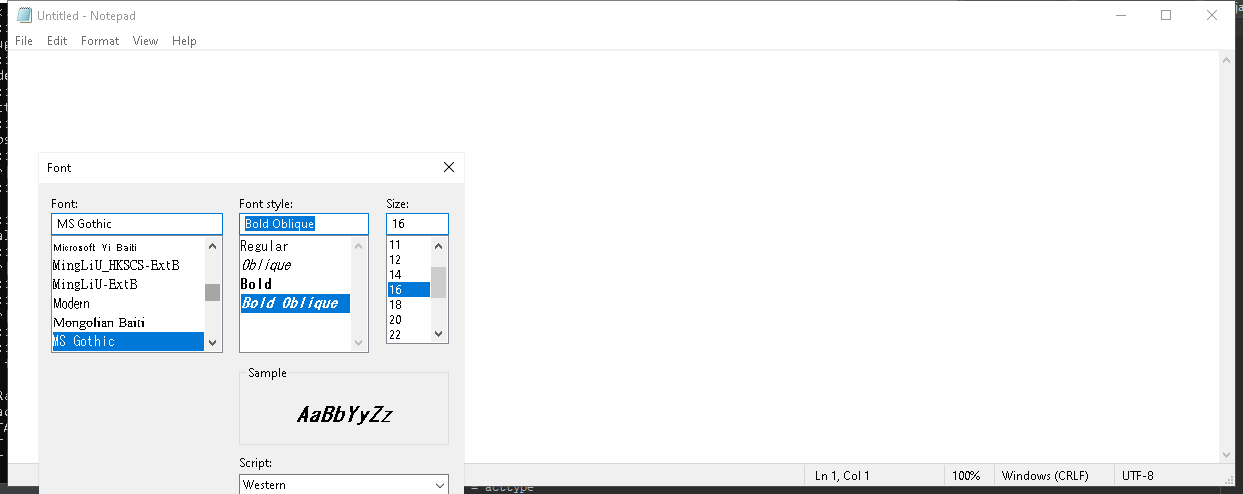 Untitled - Notepad
File Edit Format View Help
Font
Font: Font style: Size:
MS Gothic Bold Oblique 16
Microsoft Yi Baiti
MingLiU_HKSCS-ExtB
MingLiU-ExtB
Modern
Mongolian Baiti
MS Gothic
Regular
Oblique
Bold
Bold Oblique
11
12
14
16
18
20
22
Sample
AaBbYyZz
Script:
Western
Ln 1, Col 1 100% Windows (CRLF) UTF-8
= acctype